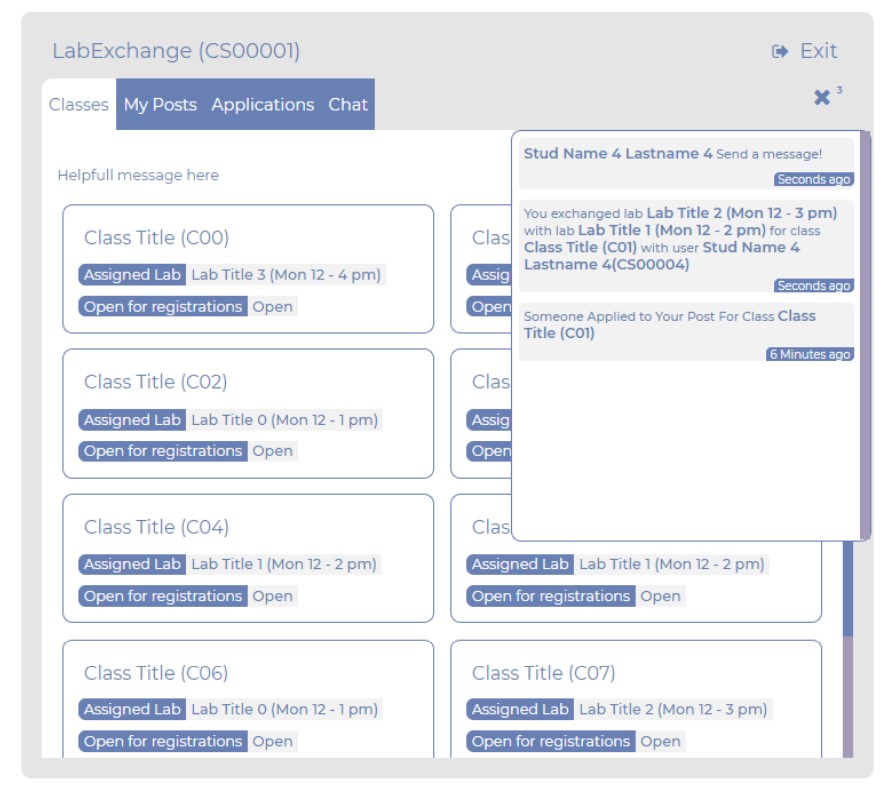 LabExchange (CS00001)
Exit
Classes My Posts Applications Chat
3
Helpfull message here
Stud Name 4 Lastname 4 Send a message!
Seconds ago
You exchanged lab Lab Title 2 (Mon 12 - 3 pm)
with lab Lab Title 1 (Mon 12 - 2 pm) for class
Class Title (C01) with user Stud Name 4
Lastname 4(CS00004)
Seconds ago
Someone Applied to Your Post For Class Class
Title (C01)
6 Minutes ago
Class Title (C00)
Assigned Lab Lab Title 3 (Mon 12 - 4 pm)
Open for registrations Open
Clas
Assig
Open
Class Title (C02)
Assigned Lab Lab Title 0 (Mon 12 - 1 pm)
Open for registrations Open
Clas
Assig
Open
Class Title (C04)
Assigned Lab Lab Title 1 (Mon 12 - 2 pm)
Open for registrations Open
Clas
Assigned Lab Lab Title 1 (Mon 12 - 2 pm)
Open for registrations Open
Class Title (C06)
Assigned Lab Lab Title 0 (Mon 12 - 1 pm)
Open for registrations Open
Class Title (C07)
Assigned Lab Lab Title 2 (Mon 12 - 3 pm)
Open for registrations Open